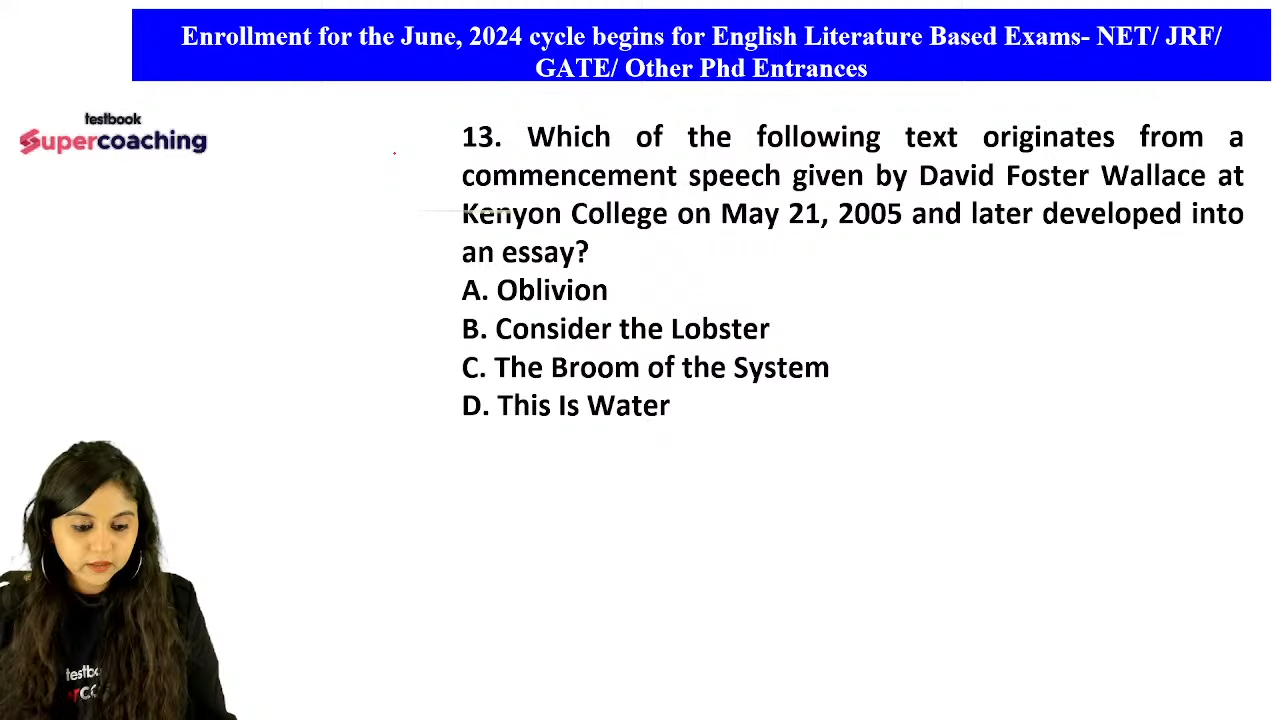 Enrollment for the June, 2024 cycle begins for English Literature Based Exams- NET/ JRF/
GATE/ Other Phd Entrances
testbook
Supercoaching
13. Which of the following text originates from a
commencement speech given by David Foster Wallace at
Kenyon College on May 21, 2005 and later developed into
an essay?
A. Oblivion
B. Consider the Lobster
C. The Broom of the System
D. This Is Water